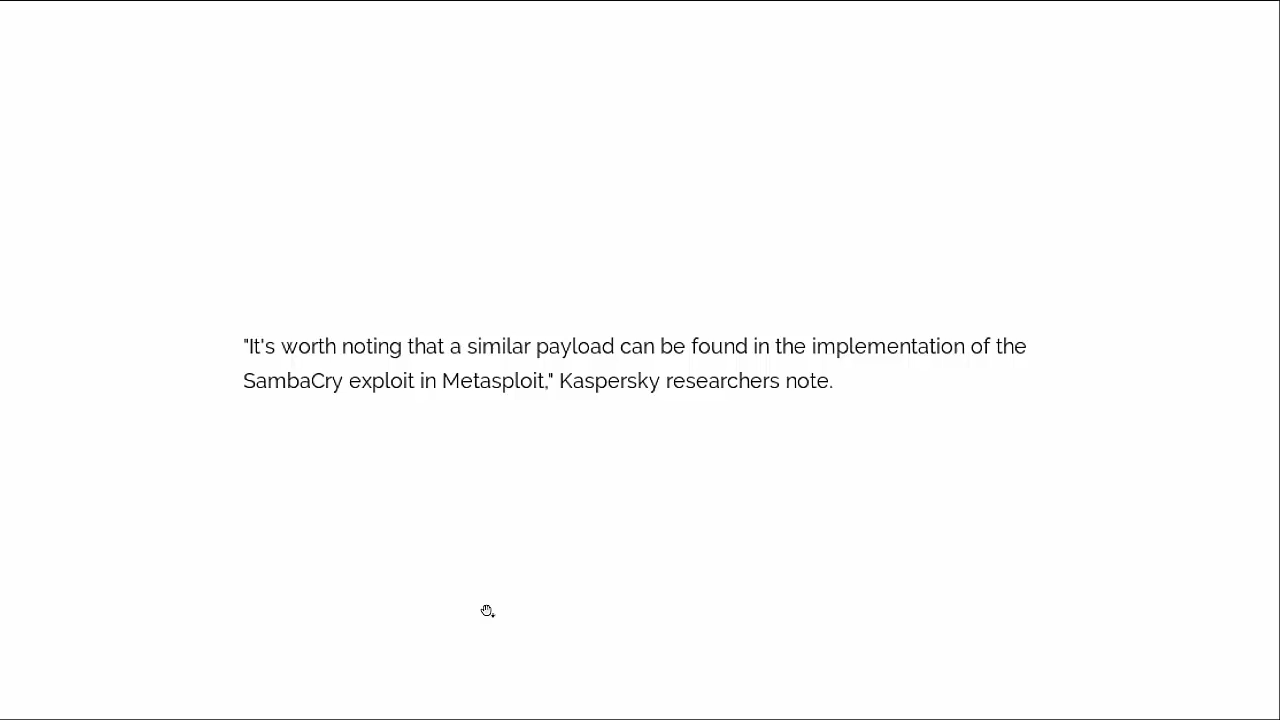 "It's worth noting that a similar payload can be found in the implementation of the
SambaCry exploit in Metasploit," Kaspersky researchers note.